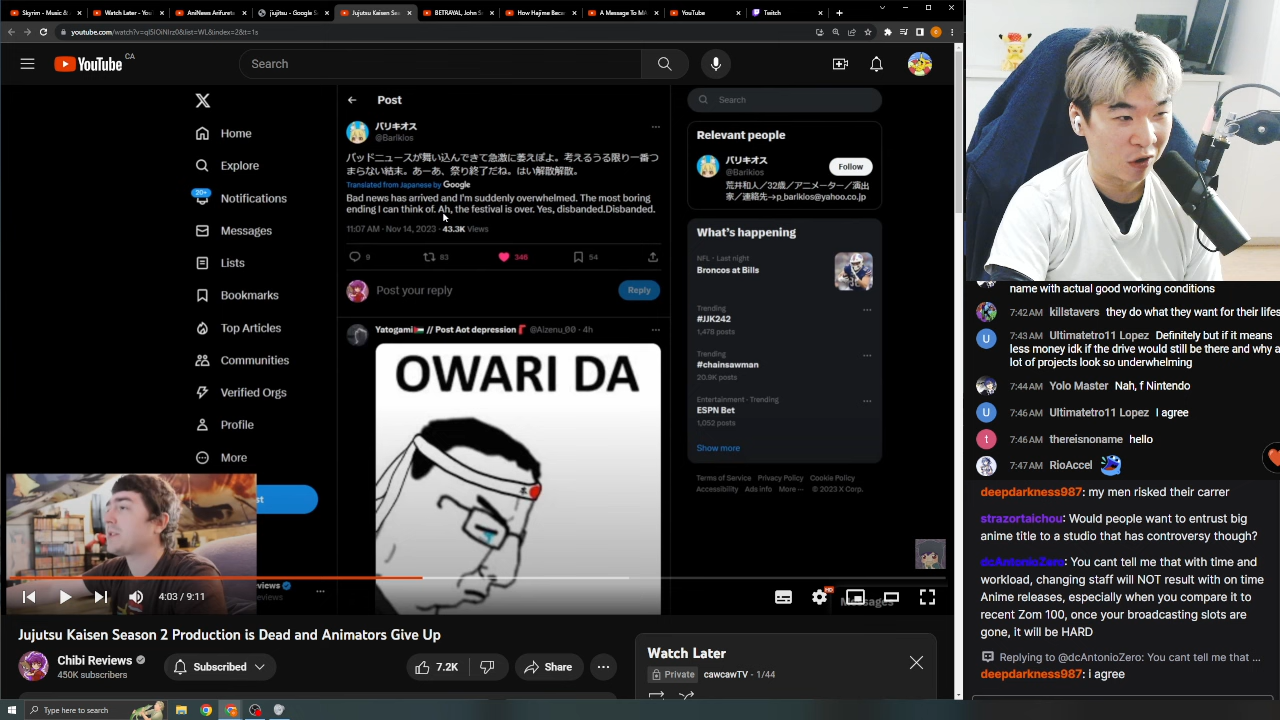 Skyrim - Music &
Watch Later - You
AniNews Arifuret
jiujitsu - Google S
Jujutsu Kaisen Sea
BETRAYAL, John S
How Hajime Beca
A Message To M
YouTube
Twitch
youtube.com/watch?v=qlSIOiNIrz0&list=WL&index=2&t=1s
YouTube CA
Search
Home
Explore
20+
Notifications
Messages
Lists
Bookmarks
Top Articles
Communities
Verified Orgs
Profile
More
st
Post
バリキオス
@Barikios
バッドニュースが舞い込んできて急激に萎えぽよ。考えるうる限り一番つ
まらない結末。あーあ、祭り終了だね。はい解散解散。
Translated from Japanese by Google
Bad news has arrived and I'm suddenly overwhelmed. The most boring
ending I can think of. Ah, the festival is over. Yes, disbanded.Disbanded.
11:07 AM · Nov 14, 2023 · 43.3K Views
9
83
346
54
Post your reply
Reply
Yatogami🇵🇸 // Post Aot depression @Aizenu_00 · 4h
OWARI DA
Search
Relevant people
バリキオス
@Barikios
Follow
荒井和人／32歳／アニメーター／演出
家／連絡先→p_barikios@yahoo.co.jp
What's happening
NFL · Last night
Broncos at Bills
Trending
#JJK242
1,478 posts
Trending
#chainsawman
20.9K posts
Entertainment · Trending
ESPN Bet
1,052 posts
Show more
Terms of Service Privacy Policy Cookie Policy
Accessibility Ads info More ··· © 2023 X Corp.
eviews
eviews
Messages
4:03 / 9:11
HD
Jujutsu Kaisen Season 2 Production is Dead and Animators Give Up
Chibi Reviews
450K subscribers
Subscribed
7.2K
Share
Watch Later
Private
cawcawTV - 1/44
name with actual good working conditions
7:42 AM killstavers they do what they want for their lifes
7:43 AM Ultimatetro11 Lopez Definitely but if it means
less money idk if the drive would still be there and why a
lot of projects look so underwhelming
7:44 AM Yolo Master Nah, f Nintendo
7:46 AM Ultimatetro11 Lopez I agree
7:46 AM thereisnoname hello
7:47 AM RioAccel
deepdarkness987: my men risked their carrer
strazortaichou: Would people want to entrust big
anime title to a studio that has controversy though?
dcAntonioZero: You cant tell me that with time and
workload, changing staff will NOT result with on time
Anime releases, especially when you compare it to
recent Zom 100, once your broadcasting slots are
gone, it will be HARD
Replying to @dcAntonioZero: You cant tell me that ...
deepdarkness987: i agree
Type here to search